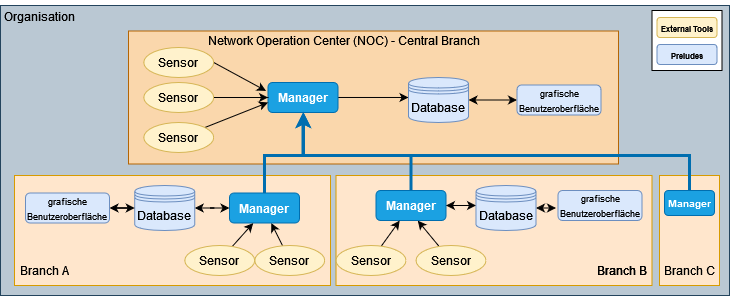 Organisation
Network Operation Center (NOC) - Central Branch
External Tools
Preludes
Sensor
Sensor
Sensor
Manager
Database
grafische
Benutzeroberfläche
grafische
Benutzeroberfläche
Database
Manager
Sensor
Sensor
Branch A
Manager
Database
grafische
Benutzeroberfläche
Sensor
Sensor
Branch B
Manager
Branch C